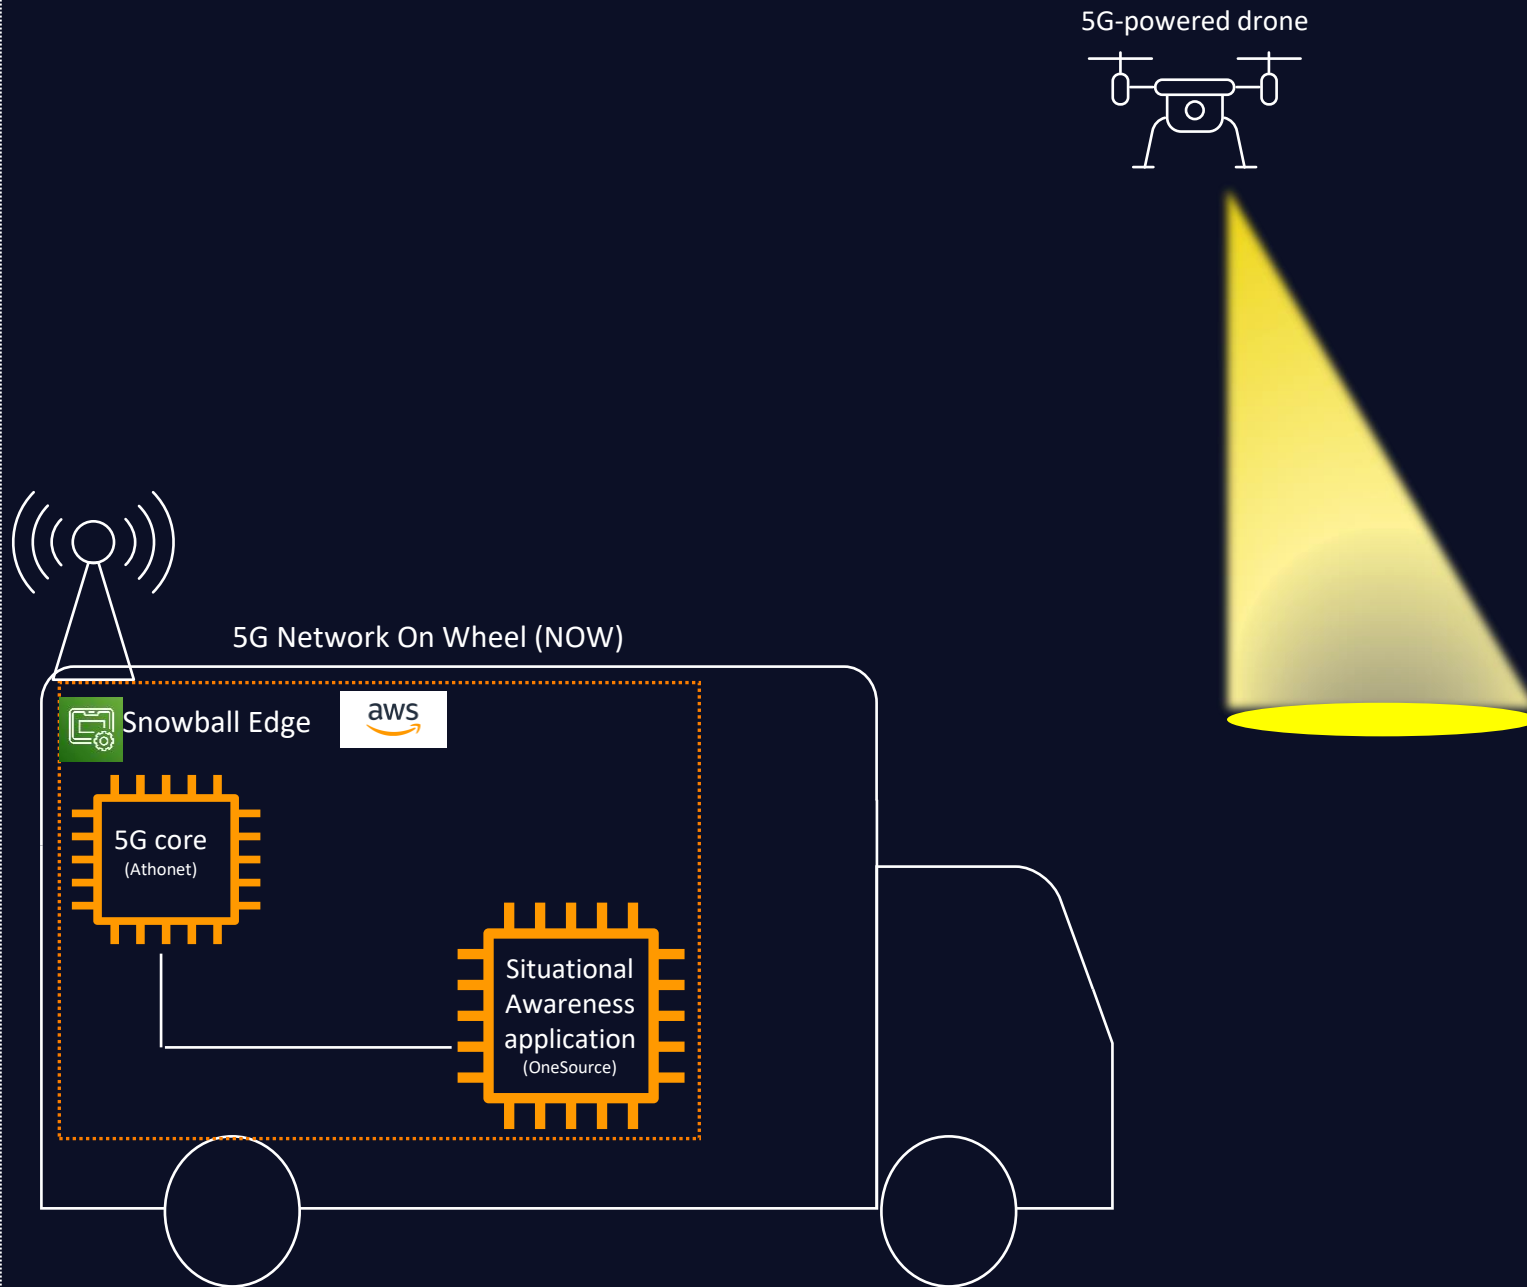 5G-powered drone
5G Network On Wheel (NOW)
Snowball Edge
aws
5G core
(Athonet)
Situational
Awareness
application
(OneSource)